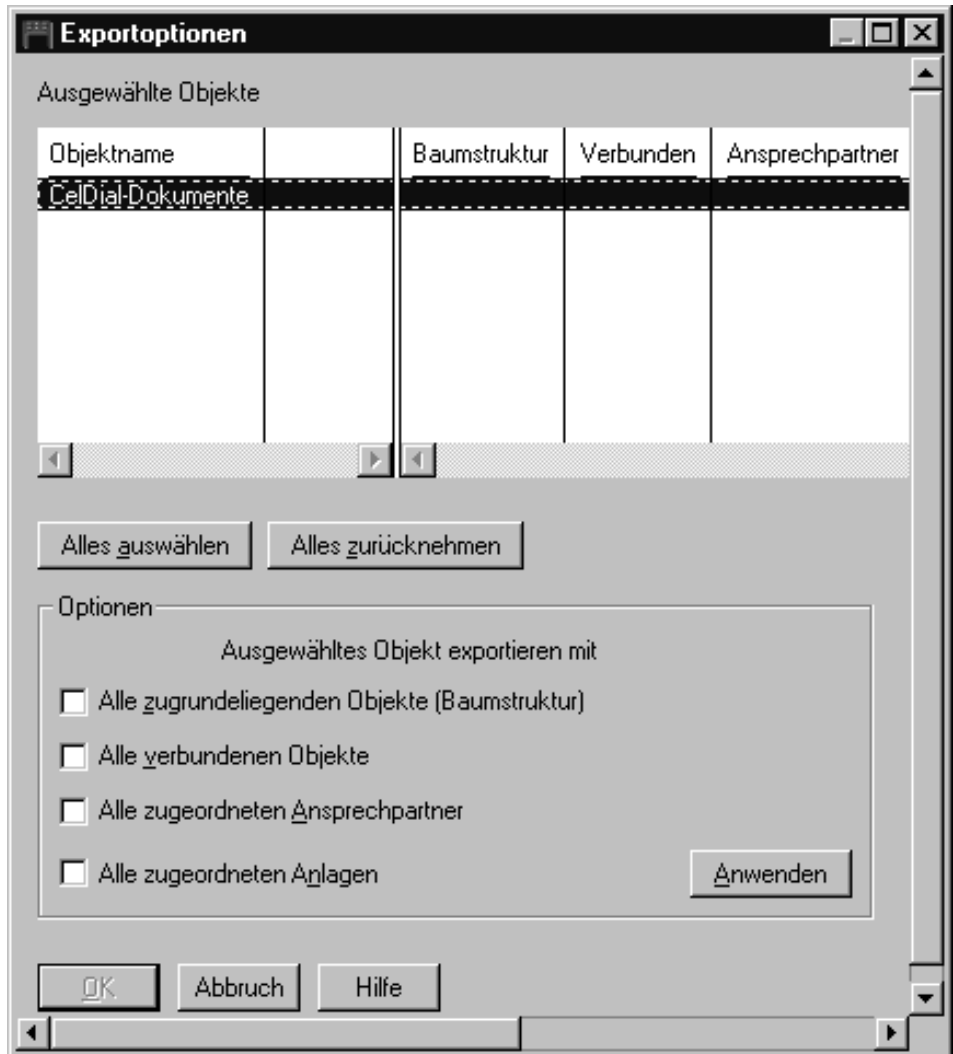 Exportoptionen
Ausgewählte Objekte
Objektname Baumstruktur Verbunden Ansprechpartner
CelDial-Dokumente
Alles auswählen Alles zurücknehmen
Optionen
Ausgewähltes Objekt exportieren mit
Alle zugrundeliegenden Objekte (Baumstruktur)
Alle verbundenen Objekte
Alle zugeordneten Ansprechpartner
Alle zugeordneten Anlagen Anwenden
OK Abbruch Hilfe